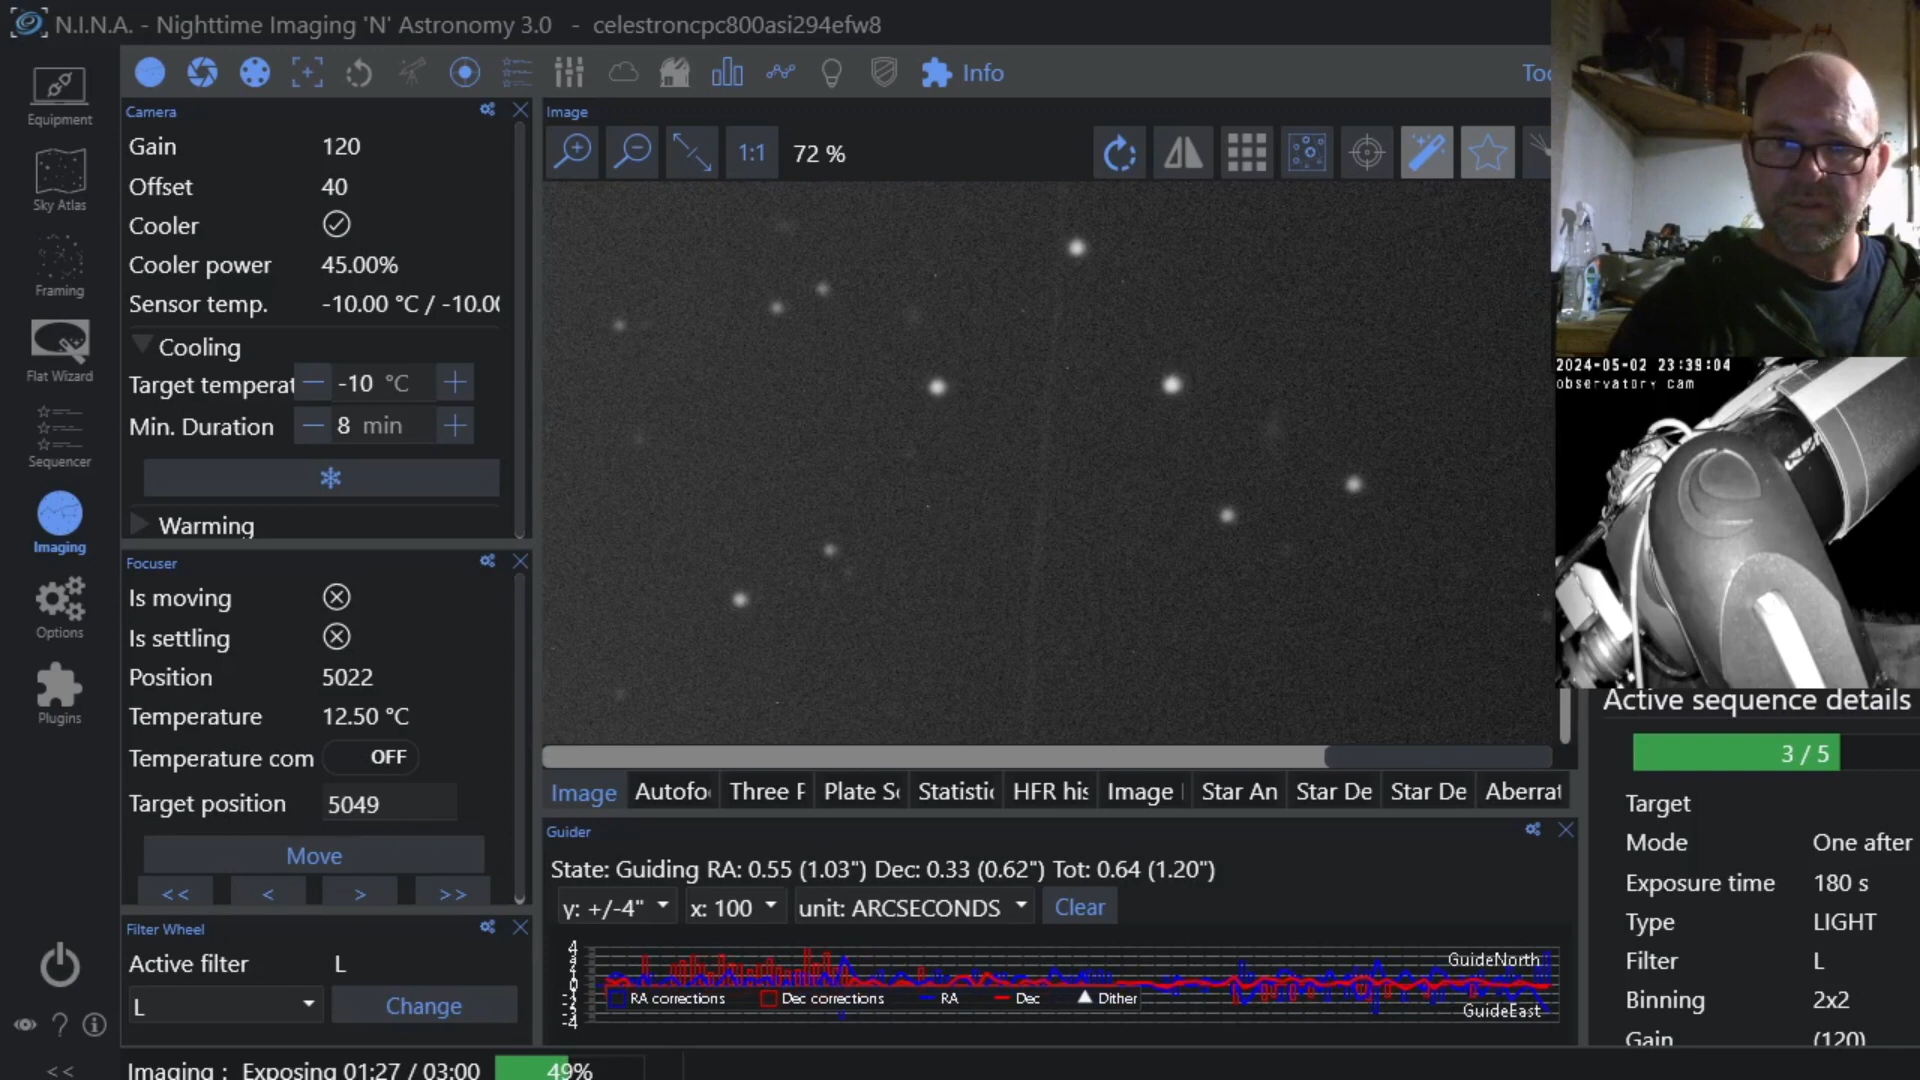 N.I.N.A. - Nighttime Imaging 'N' Astronomy 3.0 - celestroncpc800asi294efw8
Equipment
Sky Atlas
Framing
Flat Wizard
Sequencer
Imaging
Options
Plugins
<<
Info
Camera
Gain 120
Offset 40
Cooler
Cooler power 45.00%
Sensor temp. -10.00 °C / -10.0
Cooling
Target temperat -10 °C
Min. Duration 8 min
Warming
Focuser
Is moving
Is settling
Position 5022
Temperature 12.50 °C
Temperature com OFF
Target position 5049
Move
<< < > >>
Filter Wheel
Active filter L
L Change
Image
1:1 72 %
Image Autofo Three P Plate So Statistic HFR his Image Star An Star De Star De Aberrat
Guider
State: Guiding RA: 0.55 (1.03") Dec: 0.33 (0.62") Tot: 0.64 (1.20")
y: +/-4" x: 100 unit: ARCSECONDS Clear
GuideNorth
RA corrections Dec corrections RA Dec Dither
GuideEast
2024-05-02 23:39:04
observatory cam
Active sequence details
3 / 5
Target
Mode One after
Exposure time 180 s
Type LIGHT
Filter L
Binning 2x2
Gain (120)
Imaging : Exposing 01:27 / 03:00 49%